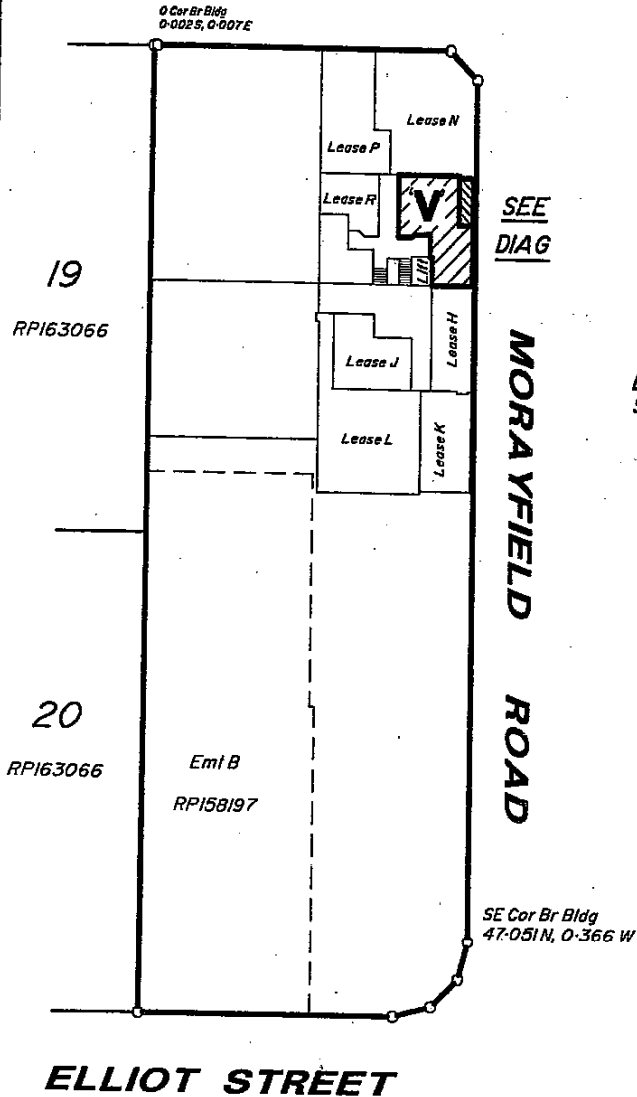 O Cor Br Bldg
0·002S, 0·007E
Lease N
Lease P
Lease R
"V"
SEE
DIAG
Lift
19
RP163066
Lease H
Lease J
Lease L
Lease K
MORAYFIELD ROAD
20
RP163066
Emt B
RP158197
SE Cor Br Bldg
47·051N, 0·366 W
ELLIOT STREET